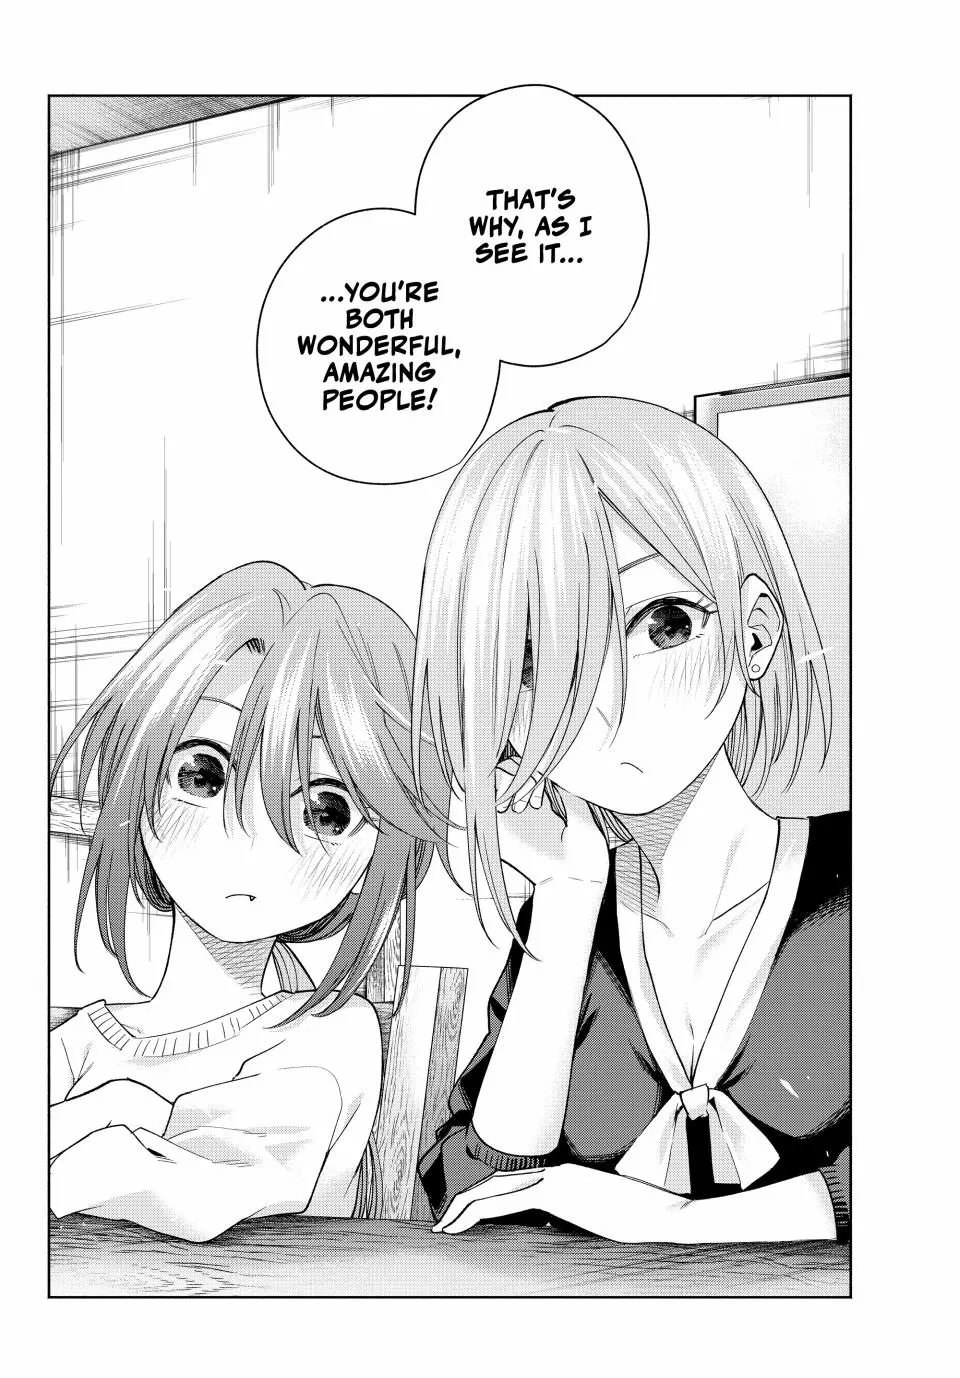 THAT'S
WHY, AS I
SEE IT...
...YOU'RE
BOTH
WONDERFUL,
AMAZING
PEOPLE!